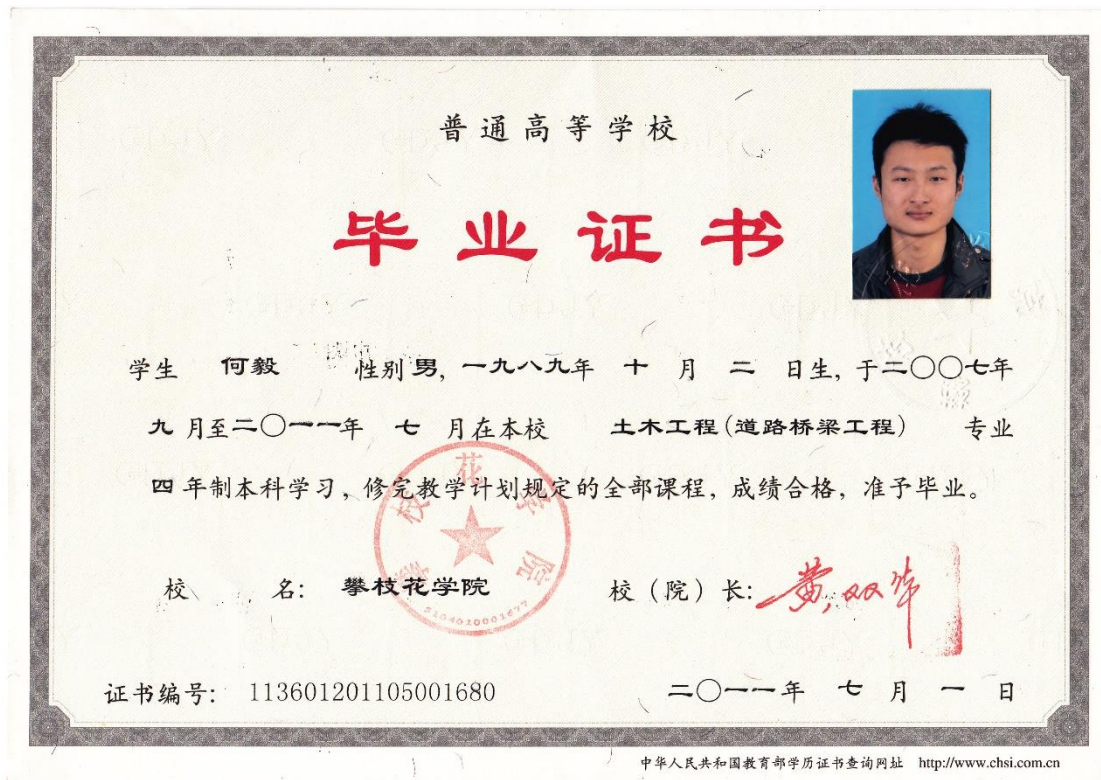 普通高等学校
毕业证书
学生 何毅 性别 男, 一九八九年 十 月 二 日生, 于二〇〇七年
九 月至二〇一一年 七 月在本校 土木工程(道路桥梁工程) 专业
四 年制本科学习, 修完教学计划规定的全部课程, 成绩合格, 准予毕业。
攀枝花学院
5104010001677
校 名: 攀枝花学院 校(院)长:
证书编号: 113601201105001680 二〇一一年 七 月 一 日
中华人民共和国教育部学历证书查询网址 http://www.chsi.com.cn